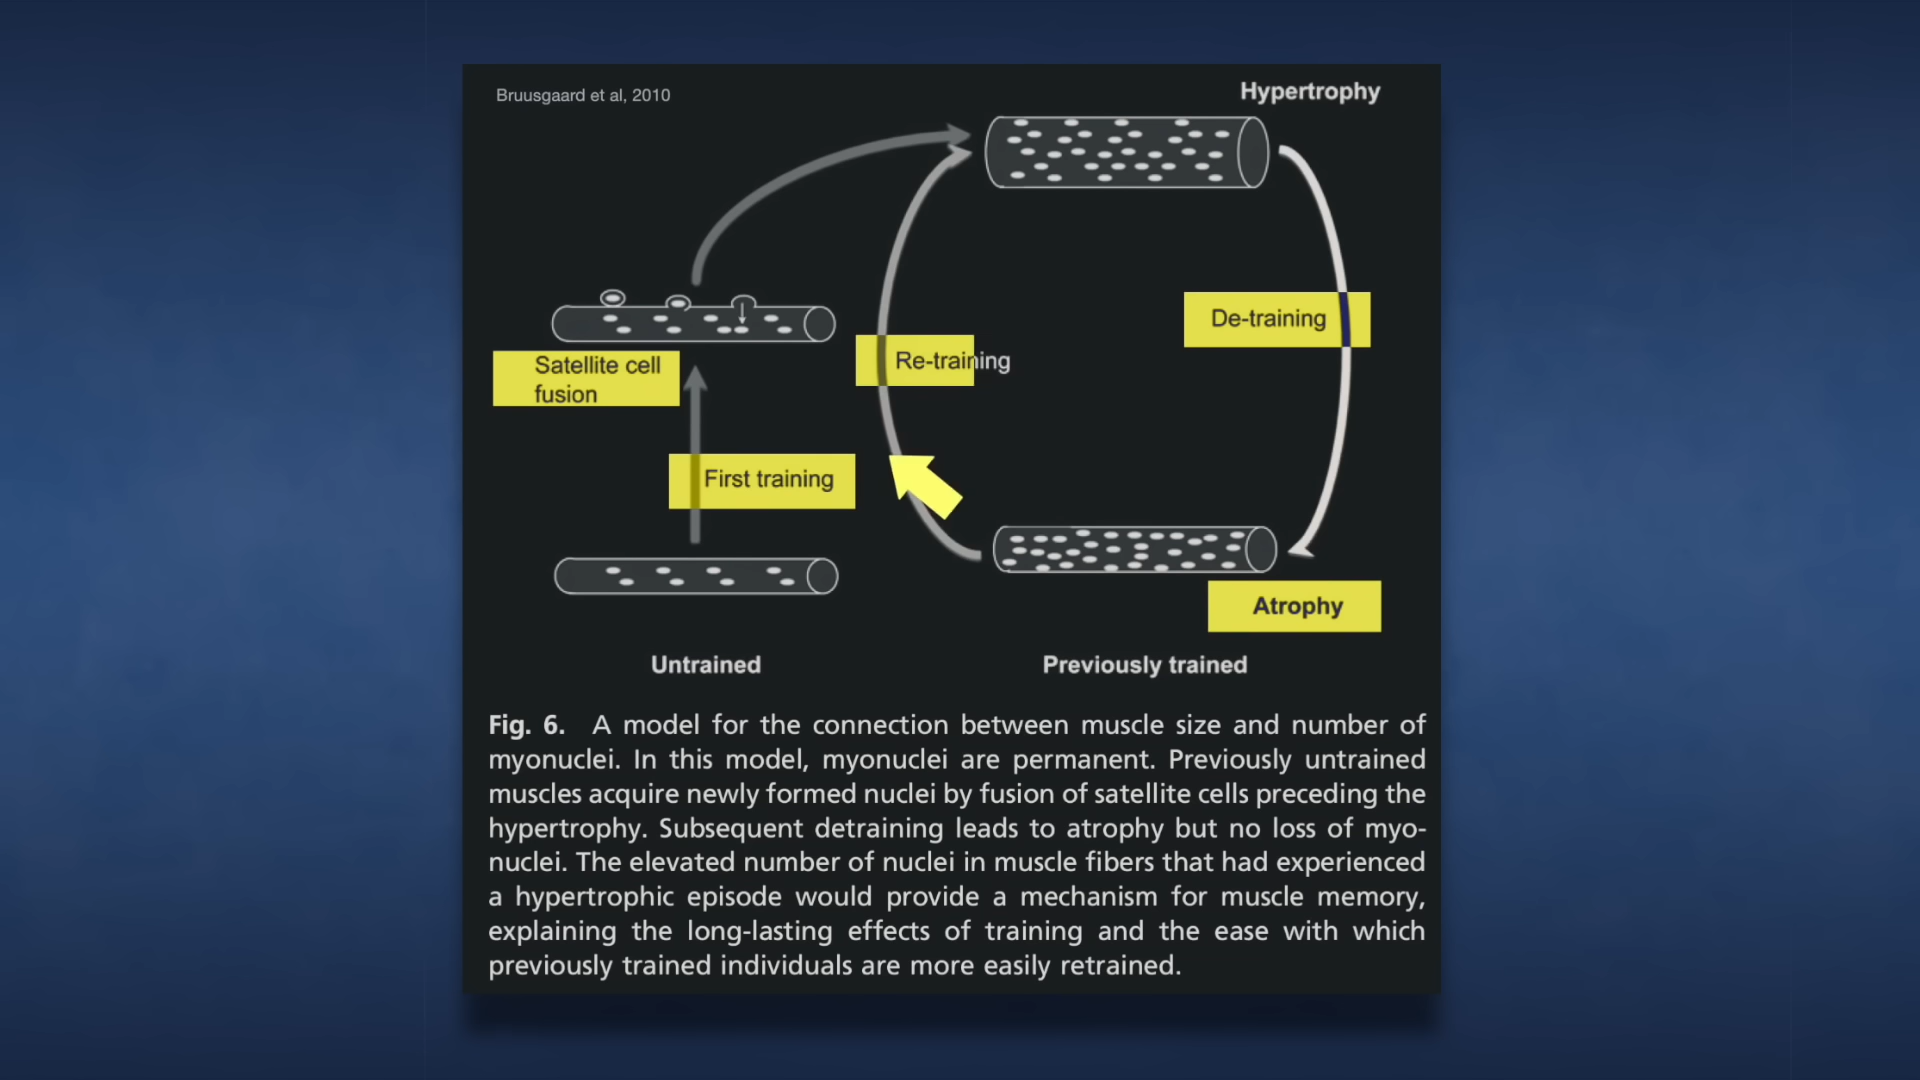 Bruusgaard et al, 2010
Hypertrophy
De-training
Re-training
Satellite cell
fusion
First training
Atrophy
Untrained
Previously trained
Fig. 6. A model for the connection between muscle size and number of
myonuclei. In this model, myonuclei are permanent. Previously untrained
muscles acquire newly formed nuclei by fusion of satellite cells preceding the
hypertrophy. Subsequent detraining leads to atrophy but no loss of myo-
nuclei. The elevated number of nuclei in muscle fibers that had experienced
a hypertrophic episode would provide a mechanism for muscle memory,
explaining the long-lasting effects of training and the ease with which
previously trained individuals are more easily retrained.